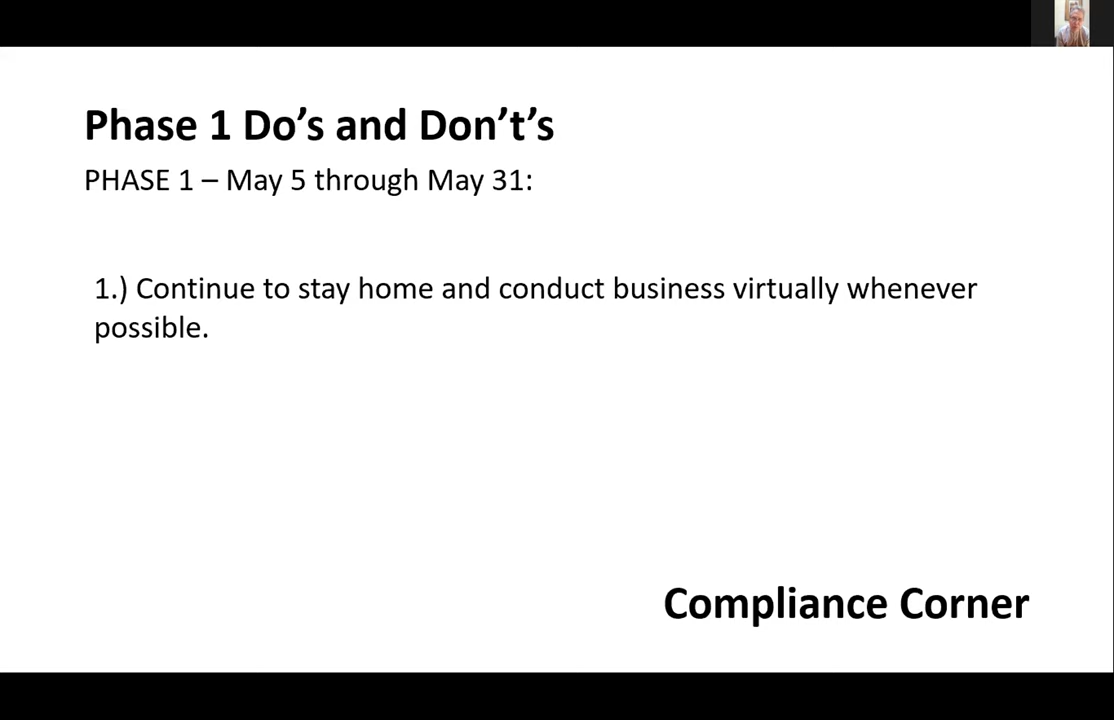 Phase 1 Do’s and Don’t’s
PHASE 1 – May 5 through May 31:
1.) Continue to stay home and conduct business virtually whenever
possible.
Compliance Corner